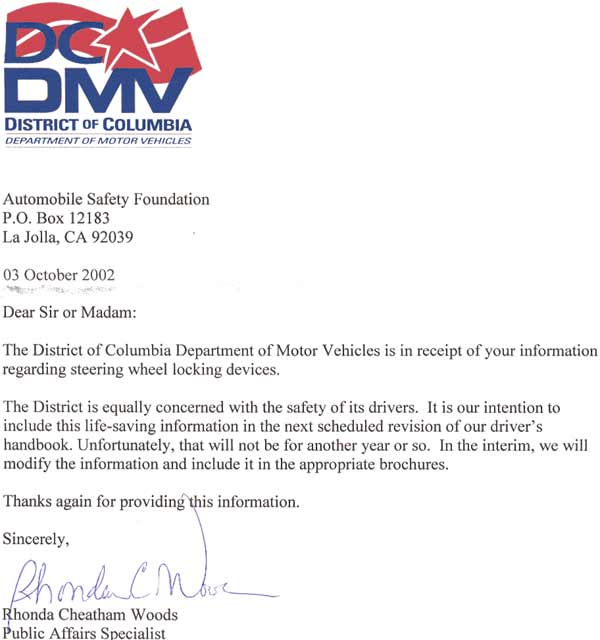 DC
DMV
DISTRICT OF COLUMBIA
DEPARTMENT OF MOTOR VEHICLES
Automobile Safety Foundation
P.O. Box 12183
La Jolla, CA 92039
03 October 2002
Dear Sir or Madam:
The District of Columbia Department of Motor Vehicles is in receipt of your information
regarding steering wheel locking devices.
The District is equally concerned with the safety of its drivers.  It is our intention to
include this life-saving information in the next scheduled revision of our driver's
handbook. Unfortunately, that will not be for another year or so.  In the interim, we will
modify the information and include it in the appropriate brochures.
Thanks again for providing this information.
Sincerely,
Rhonda C Woods
Rhonda Cheatham Woods
Public Affairs Specialist